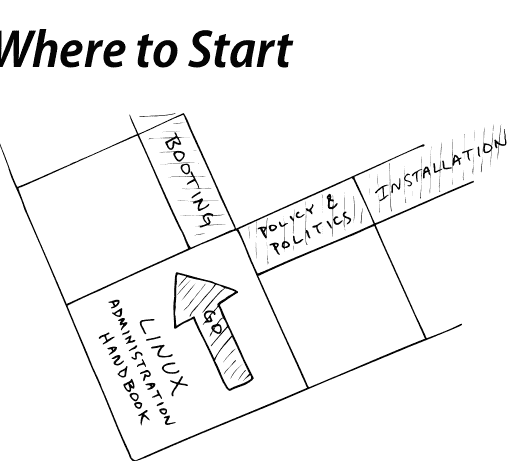 Where to Start
BOOTING
POLICY &
POLITICS
INSTALLATION
GO
LINUX
ADMINISTRATION
HANDBOOK